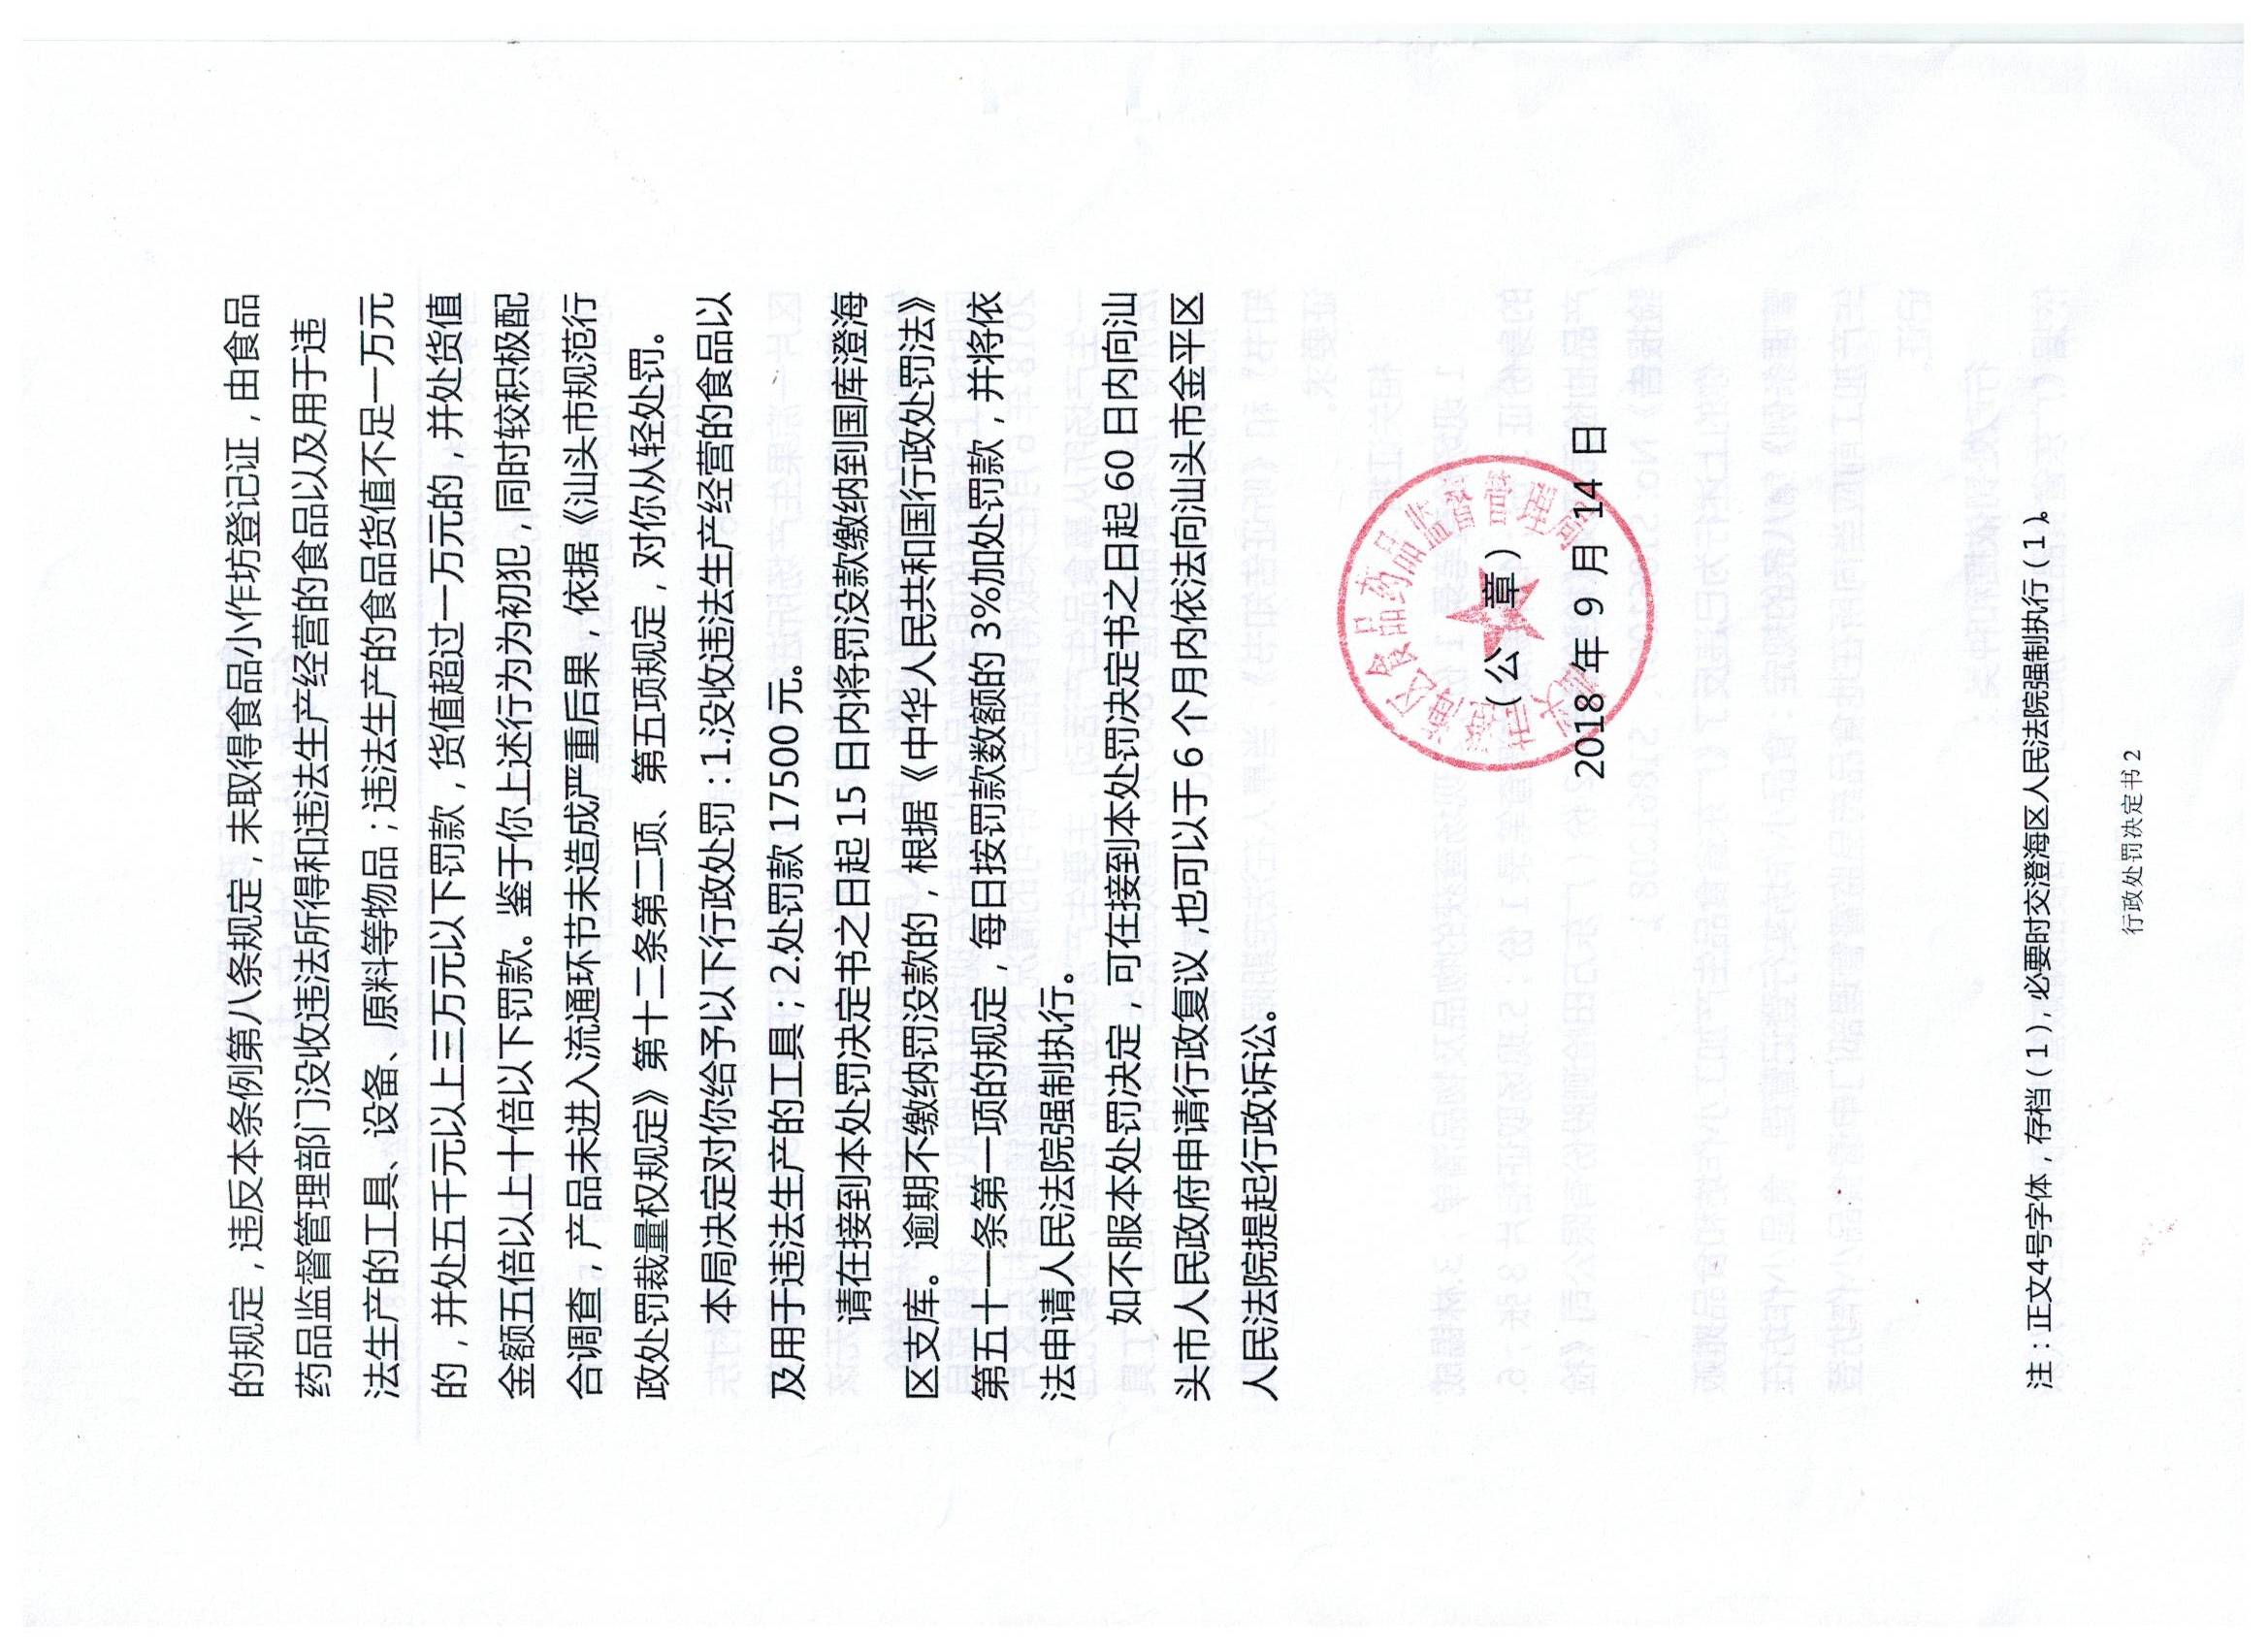 的规定，违反本条例第八条规定，未取得食品小作坊登记证，由食品
药品监督管理部门没收违法所得和违法生产经营的食品以及用于违
法生产的工具、设备、原料等物品；违法生产的食品货值不足一万元
的，并处五千元以上三万元以下罚款，货值超过一万元的，并处货值
金额五倍以上十倍以下罚款。鉴于你上述行为为初犯，同时较积极配
合调查，产品未进入流通环节未造成严重后果，依据《汕头市规范行
政处罚裁量权规定》第十二条第二项、第五项规定，对你从轻处罚。
本局决定对你给予以下行政处罚：1.没收违法生产经营的食品以
及用于违法生产的工具；2.处罚款17500元。
请在接到本处罚决定书之日起15日内将罚没款缴纳到国库澄海
区支库。逾期不缴纳罚没款的，根据《中华人民共和国行政处罚法》
第五十一条第一项的规定，每日按罚款数额的3%加处罚款，并将依
法申请人民法院强制执行。
如不服本处罚决定，可在接到本处罚决定书之日起60日内向汕
头市人民政府申请行政复议，也可以于6个月内依法向汕头市金平区
人民法院提起行政诉讼。
汕头市澄海区食品药品监督管理局
（公章）
2018年9月14日
注：正文4号字体，存档（1），必要时交澄海区人民法院强制执行（1）。
行政处罚决定书2